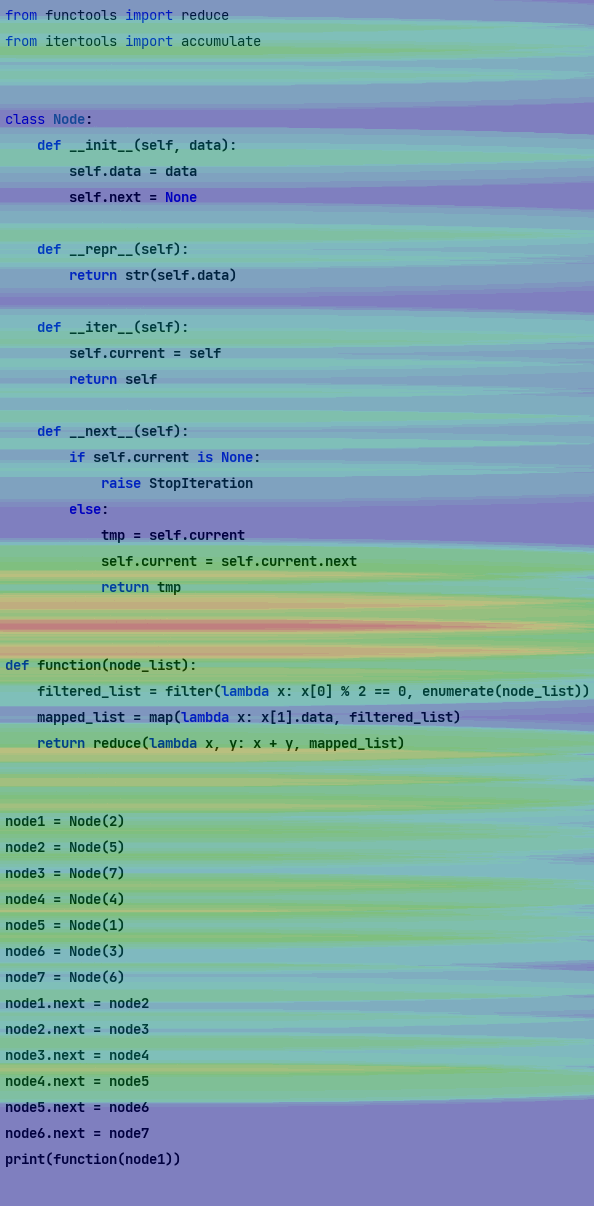 from functools import reduce
from itertools import accumulate
class Node:
    def __init__(self, data):
        self.data = data
        self.next = None
    def __repr__(self):
        return str(self.data)
    def __iter__(self):
        self.current = self
        return self
    def __next__(self):
        if self.current is None:
            raise StopIteration
        else:
            tmp = self.current
            self.current = self.current.next
            return tmp
def function(node_list):
    filtered_list = filter(lambda x: x[0] % 2 == 0, enumerate(node_list))
    mapped_list = map(lambda x: x[1].data, filtered_list)
    return reduce(lambda x, y: x + y, mapped_list)
node1 = Node(2)
node2 = Node(5)
node3 = Node(7)
node4 = Node(4)
node5 = Node(1)
node6 = Node(3)
node7 = Node(6)
node1.next = node2
node2.next = node3
node3.next = node4
node4.next = node5
node5.next = node6
node6.next = node7
print(function(node1))